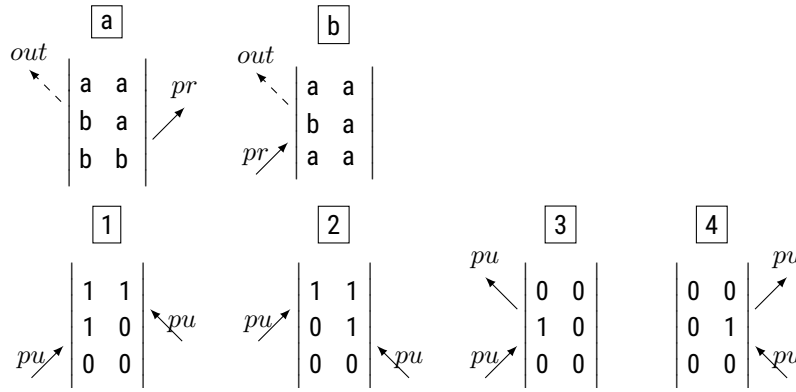 a b
out out
a a a a
pr
b a b a
pr
b b a a
1 2 3 4
pu pu
1 1 1 1 0 0 0 0
pu pu
1 0 0 1 1 0 0 1
pu pu pu pu
0 0 0 0 0 0 0 0